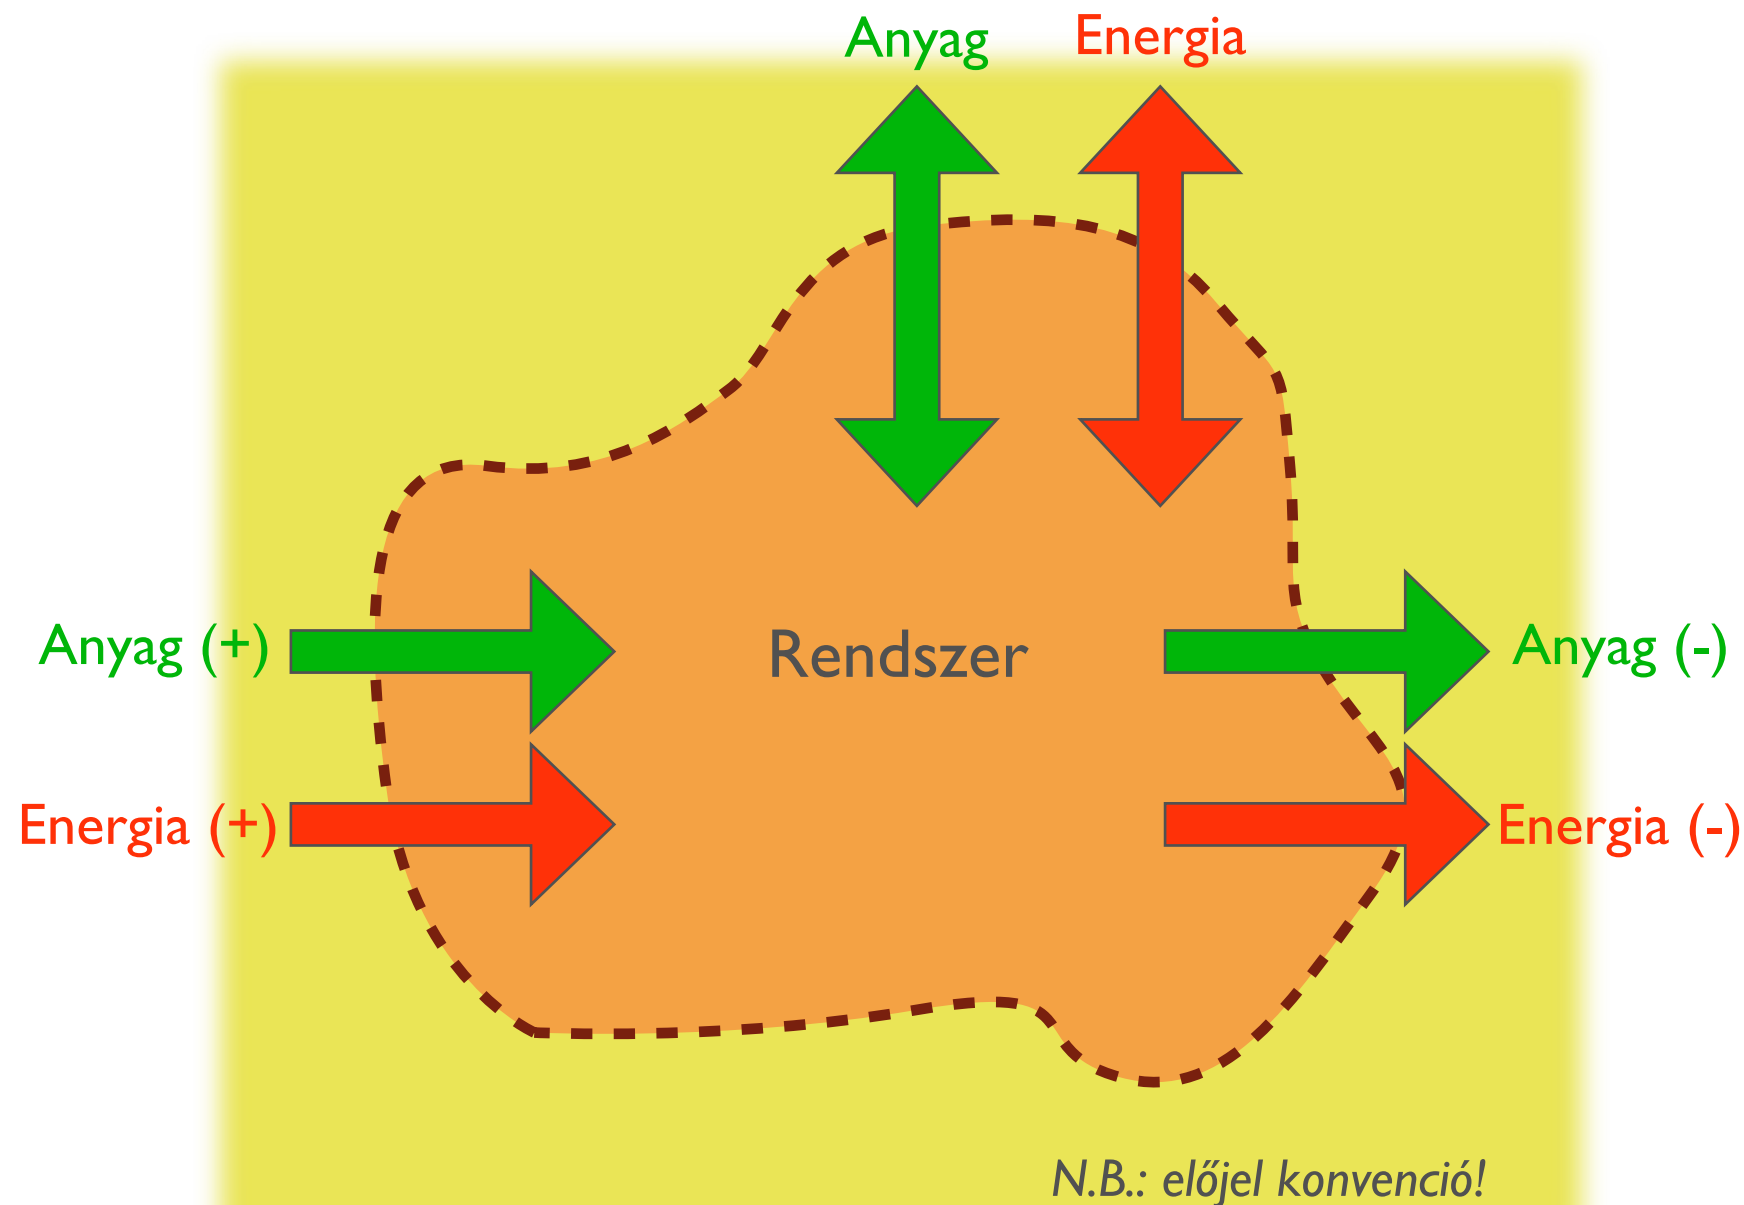 Anyag
Energia
Anyag (+)
Rendszer
Anyag (-)
Energia (+)
Energia (-)
N.B.: előjel konvenció!